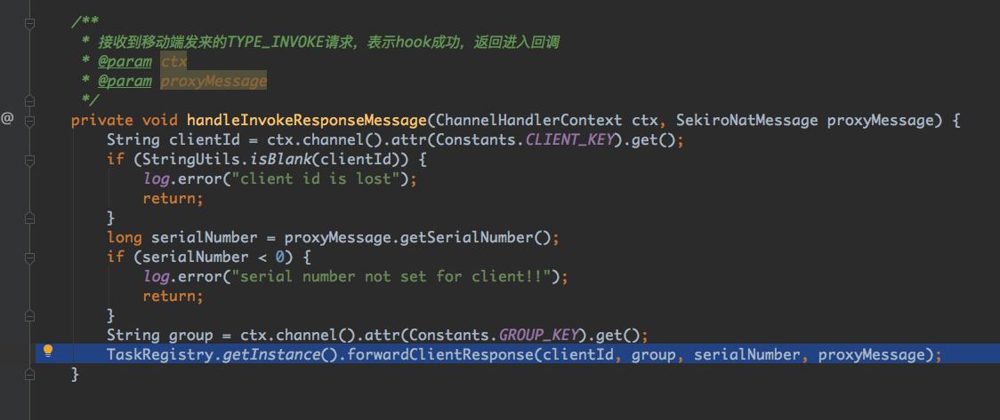 /**
 * 接收到移动端发来的TYPE_INVOKE请求，表示hook成功，返回进入回调
 * @param ctx
 * @param proxyMessage
 */
@
private void handleInvokeResponseMessage(ChannelHandlerContext ctx, SekiroNatMessage proxyMessage) {
    String clientId = ctx.channel().attr(Constants.CLIENT_KEY).get();
    if (StringUtils.isBlank(clientId)) {
        log.error("client id is lost");
        return;
    }
    long serialNumber = proxyMessage.getSerialNumber();
    if (serialNumber < 0) {
        log.error("serial number not set for client!!");
        return;
    }
    String group = ctx.channel().attr(Constants.GROUP_KEY).get();
    TaskRegistry.getInstance().forwardClientResponse(clientId, group, serialNumber, proxyMessage);
}